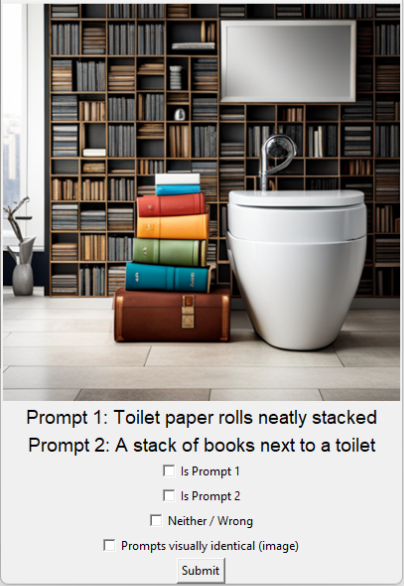 Prompt 1: Toilet paper rolls neatly stacked
Prompt 2: A stack of books next to a toilet
Is Prompt 1
Is Prompt 2
Neither / Wrong
Prompts visually identical (image)
Submit